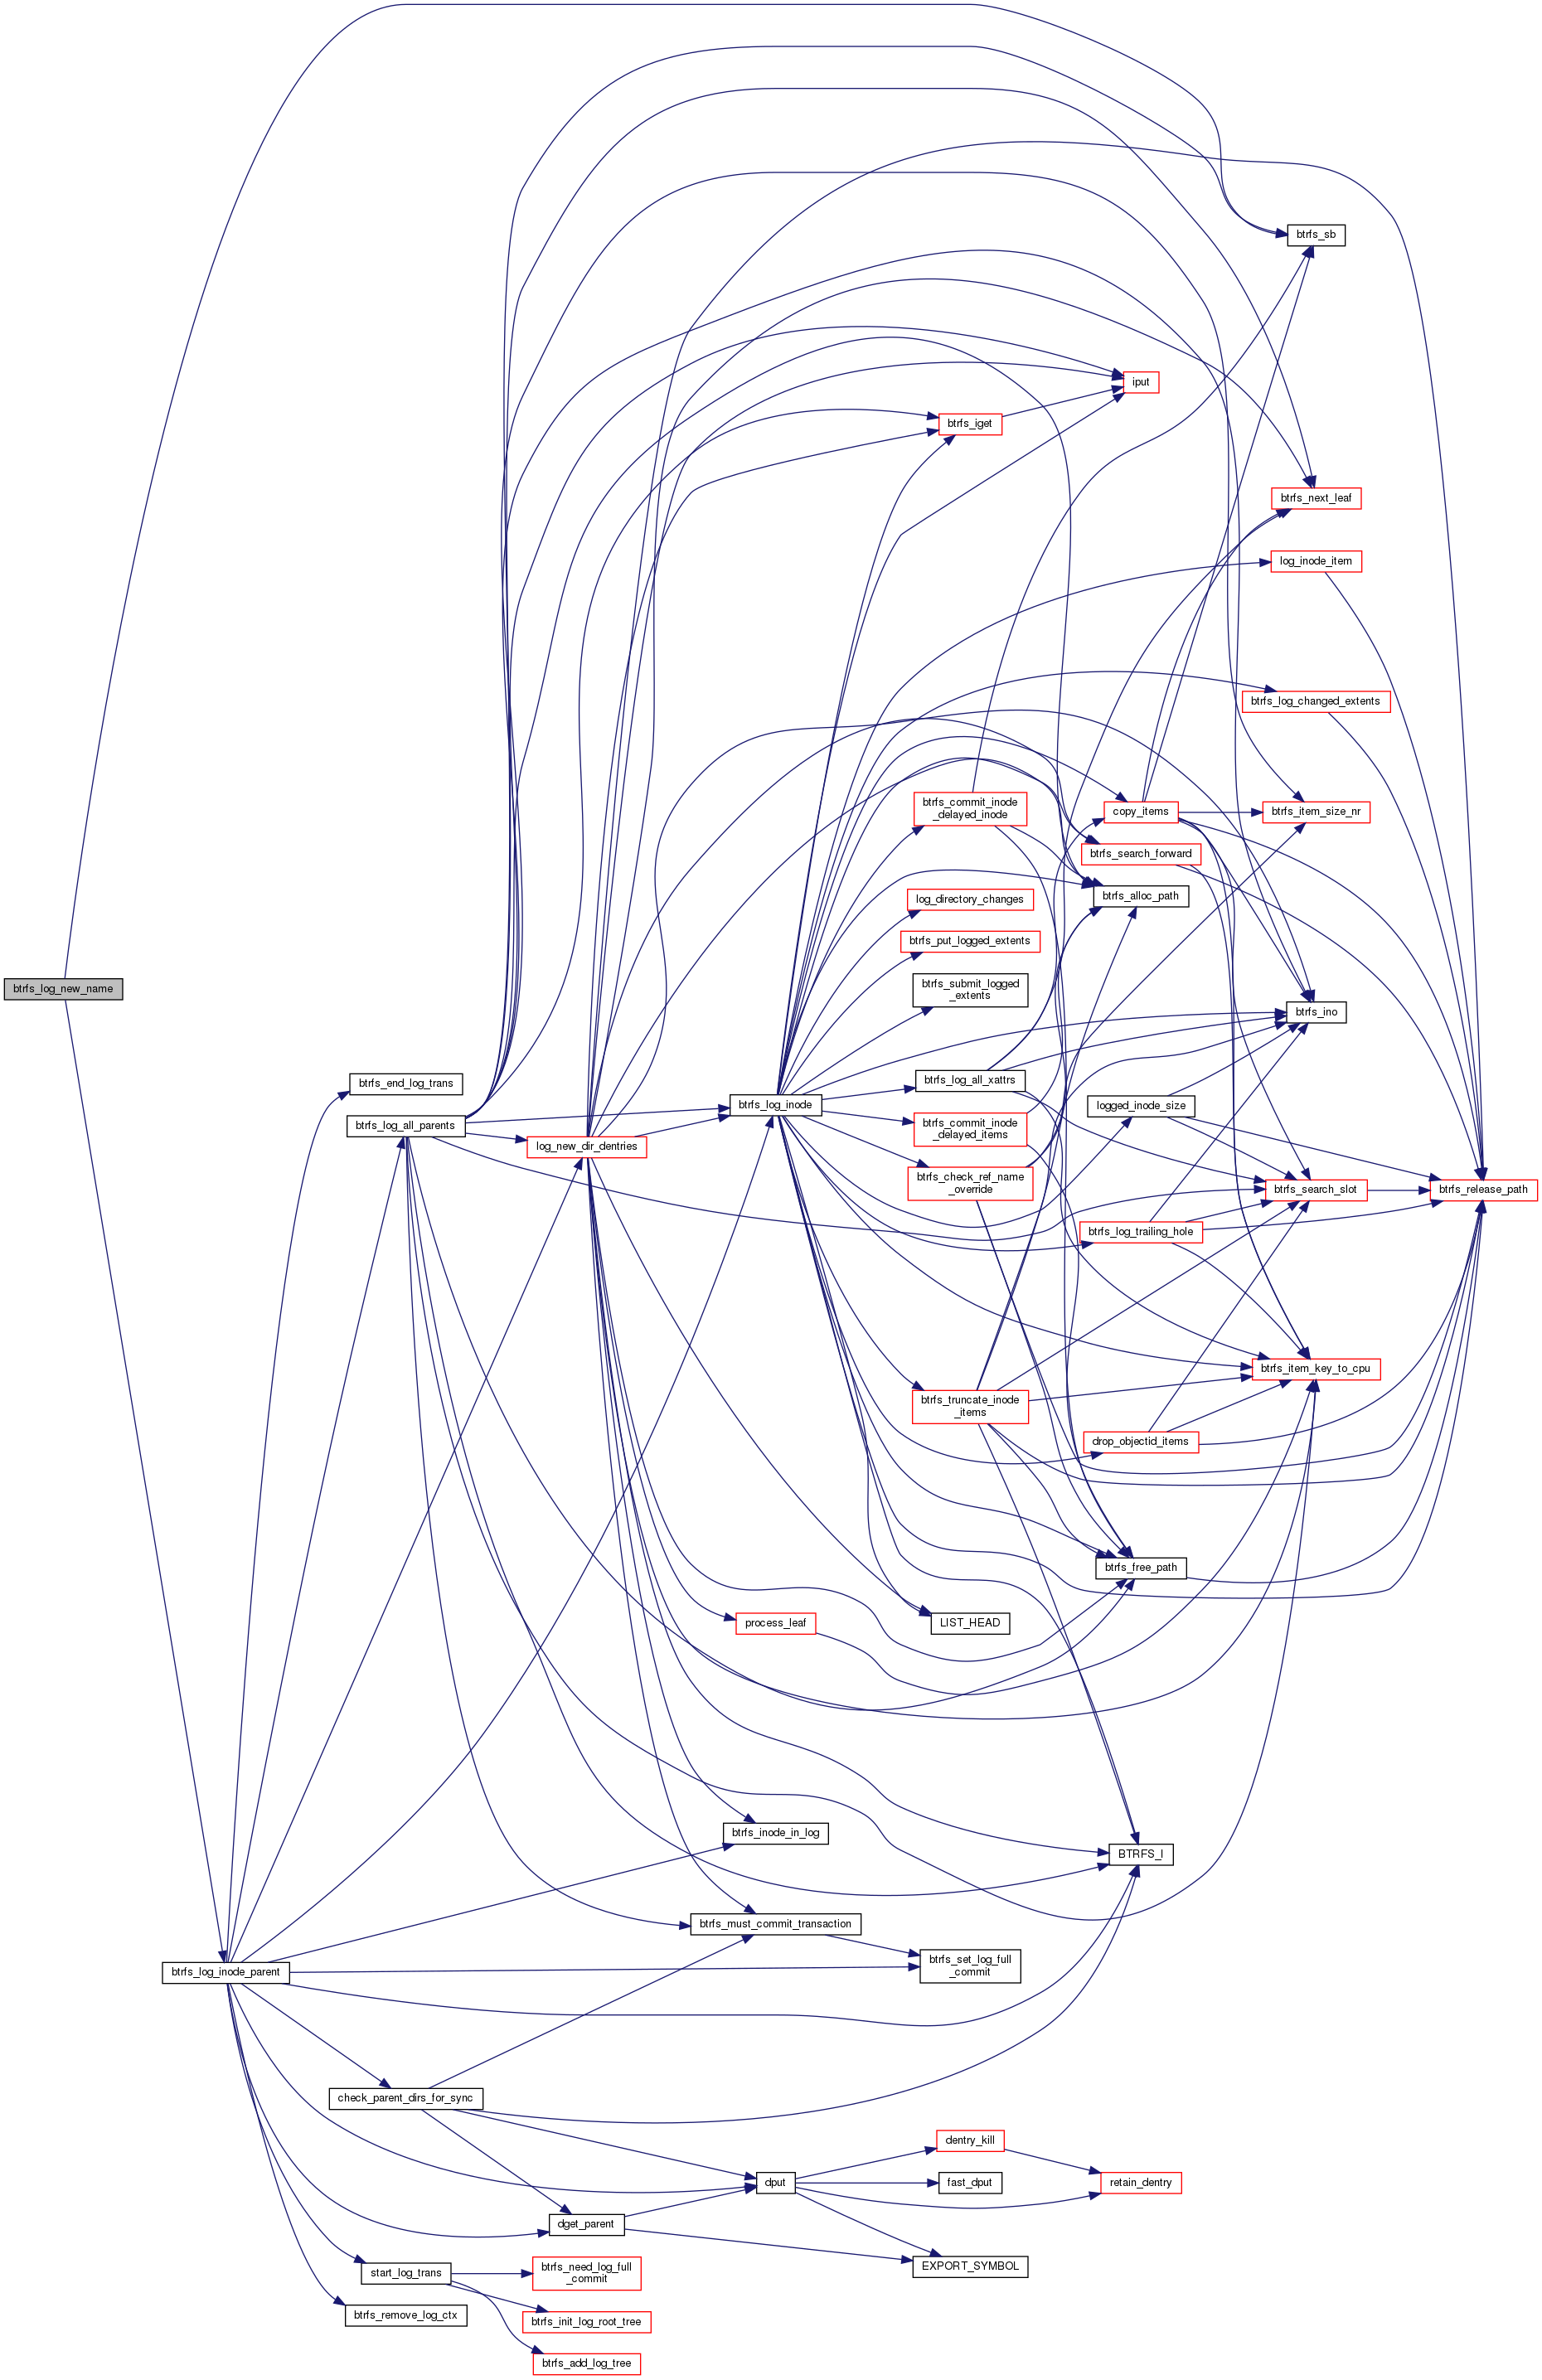 btrfs_sb
iput
btrfs_iget
btrfs_next_leaf
log_inode_item
btrfs_log_changed_extents
btrfs_commit_inode
_delayed_inode
copy_items
btrfs_item_size_nr
btrfs_search_forward
log_directory_changes
btrfs_alloc_path
btrfs_put_logged_extents
btrfs_log_new_name
btrfs_submit_logged
_extents
btrfs_ino
btrfs_end_log_trans
btrfs_log_all_xattrs
btrfs_log_inode
logged_inode_size
btrfs_log_all_parents
btrfs_commit_inode
_delayed_items
log_new_dir_dentries
btrfs_check_ref_name
_override
btrfs_search_slot
btrfs_release_path
btrfs_log_trailing_hole
btrfs_item_key_to_cpu
btrfs_truncate_inode
_items
drop_objectid_items
btrfs_free_path
process_leaf
LIST_HEAD
btrfs_inode_in_log
BTRFS_I
btrfs_must_commit_transaction
btrfs_set_log_full
_commit
btrfs_log_inode_parent
check_parent_dirs_for_sync
dentry_kill
dput
fast_dput
retain_dentry
dget_parent
EXPORT_SYMBOL
start_log_trans
btrfs_need_log_full
_commit
btrfs_remove_log_ctx
btrfs_init_log_root_tree
btrfs_add_log_tree